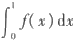 ∫₀¹ f(x) dx